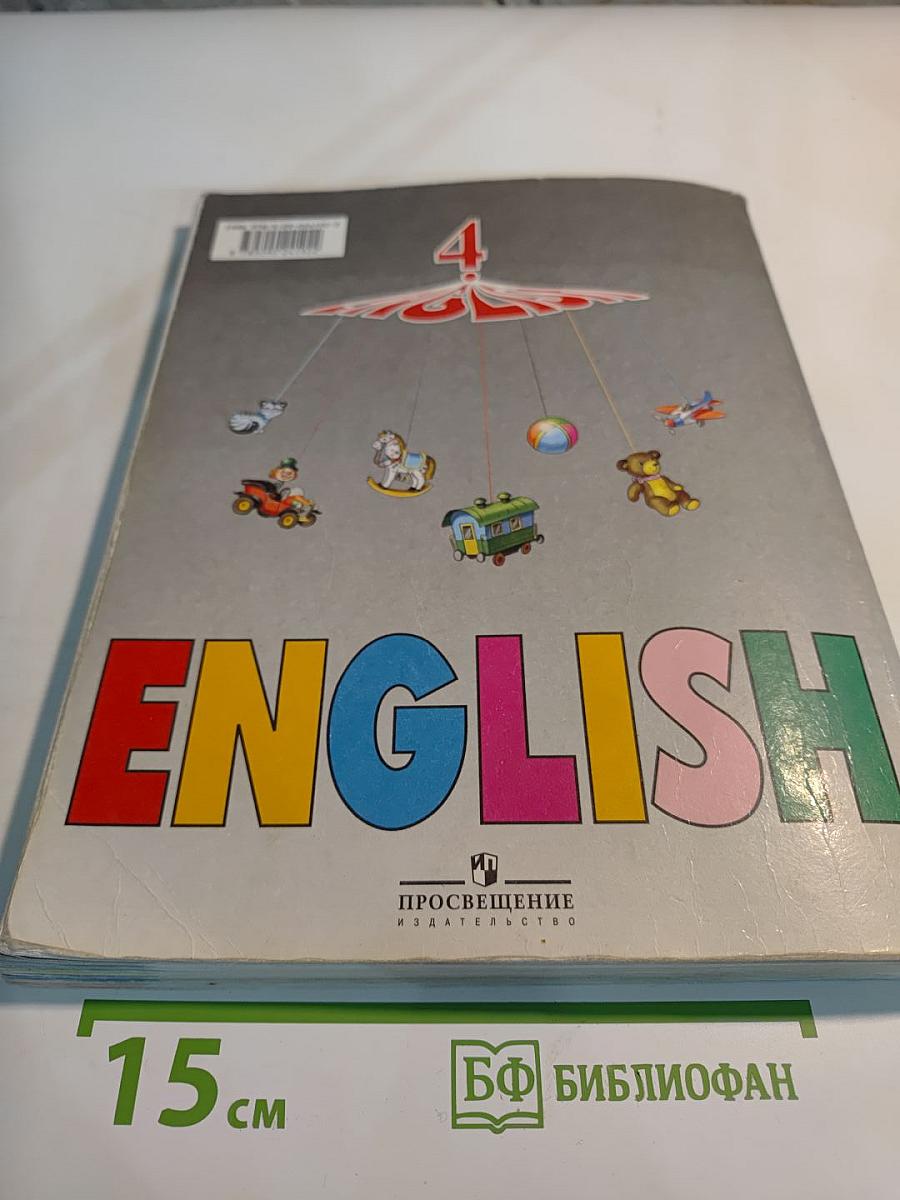 4
ENGLISH
ENGLISH
ПРОСВЕЩЕНИЕ
ИЗДАТЕЛЬСТВО
15 см
БФ БИБЛИОФАН